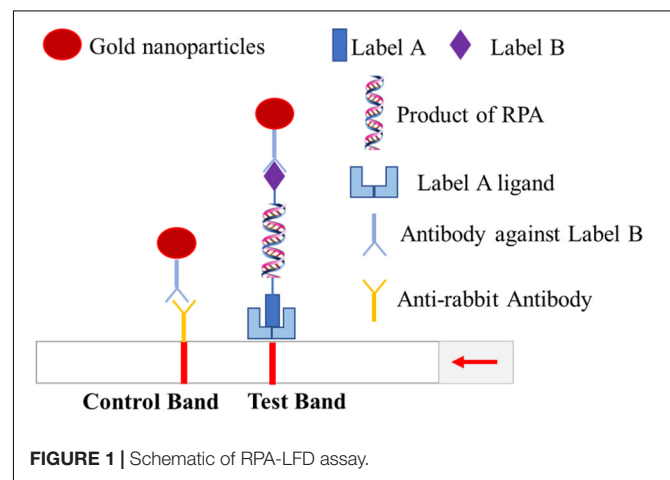 Gold nanoparticles
Label A
Label B
Product of RPA
Label A ligand
Antibody against Label B
Anti-rabbit Antibody
Control Band
Test Band
FIGURE 1 | Schematic of RPA-LFD assay.